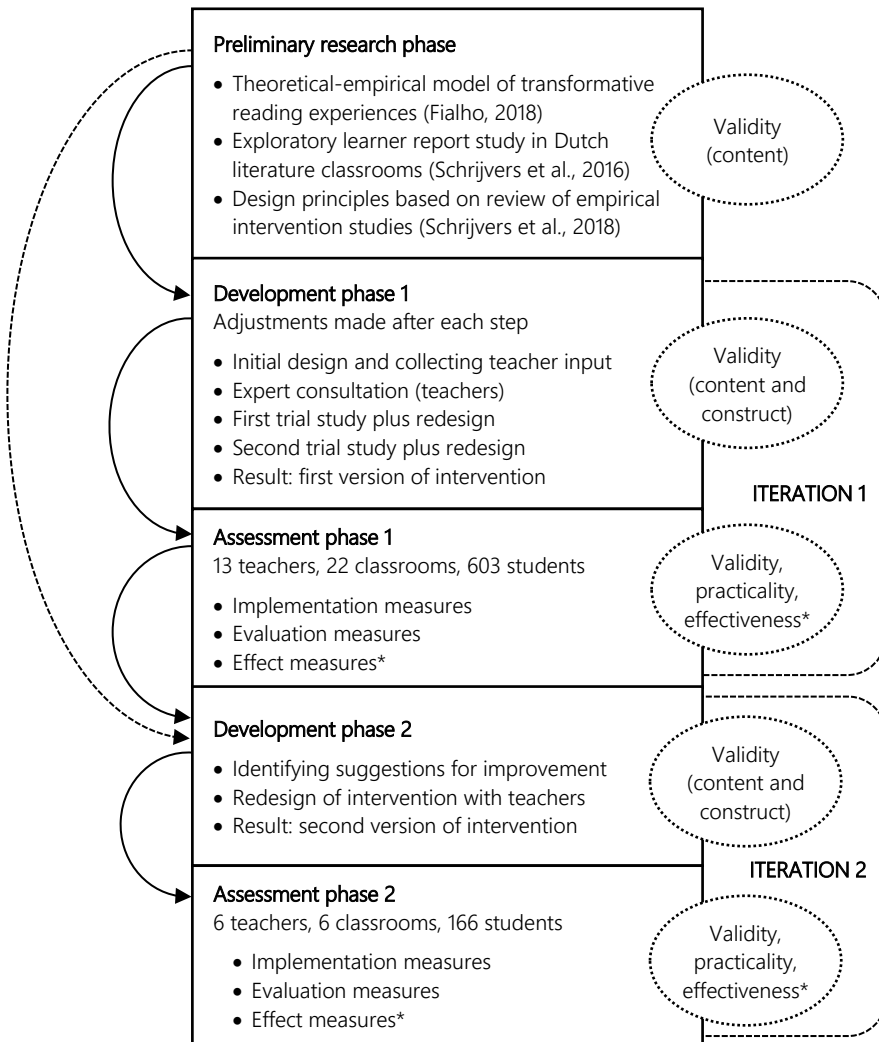 Preliminary research phase
• Theoretical-empirical model of transformative
reading experiences (Fialho, 2018)
• Exploratory learner report study in Dutch
literature classrooms (Schrijvers et al., 2016)
• Design principles based on review of empirical
intervention studies (Schrijvers et al., 2018)
Validity
(content)
Development phase 1
Adjustments made after each step
• Initial design and collecting teacher input
• Expert consultation (teachers)
• First trial study plus redesign
• Second trial study plus redesign
• Result: first version of intervention
Validity
(content and
construct)
ITERATION 1
Assessment phase 1
13 teachers, 22 classrooms, 603 students
• Implementation measures
• Evaluation measures
• Effect measures*
Validity,
practicality,
effectiveness*
Development phase 2
• Identifying suggestions for improvement
• Redesign of intervention with teachers
• Result: second version of intervention
Validity
(content and
construct)
ITERATION 2
Assessment phase 2
6 teachers, 6 classrooms, 166 students
• Implementation measures
• Evaluation measures
• Effect measures*
Validity,
practicality,
effectiveness*